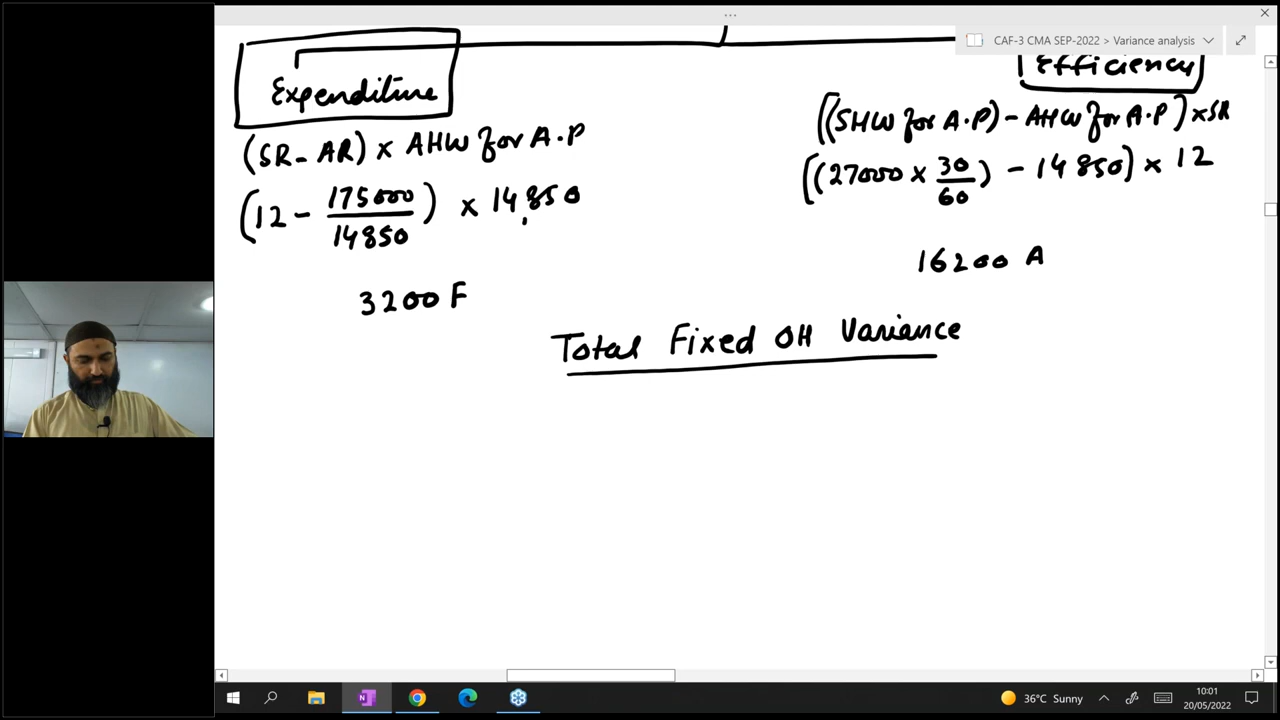 CAF-3 CMA SEP-2022 > Variance analysis
Expenditure
Efficiency
(SR - AR) × AHW for A.P
((SHW for A.P) - AHW for A.P) × SR
(12 - 175000/14850) × 14850
((27000 × 30/60) - 14850) × 12
3200 F
16200 A
Total Fixed OH Variance
36°C Sunny
10:01
20/05/2022